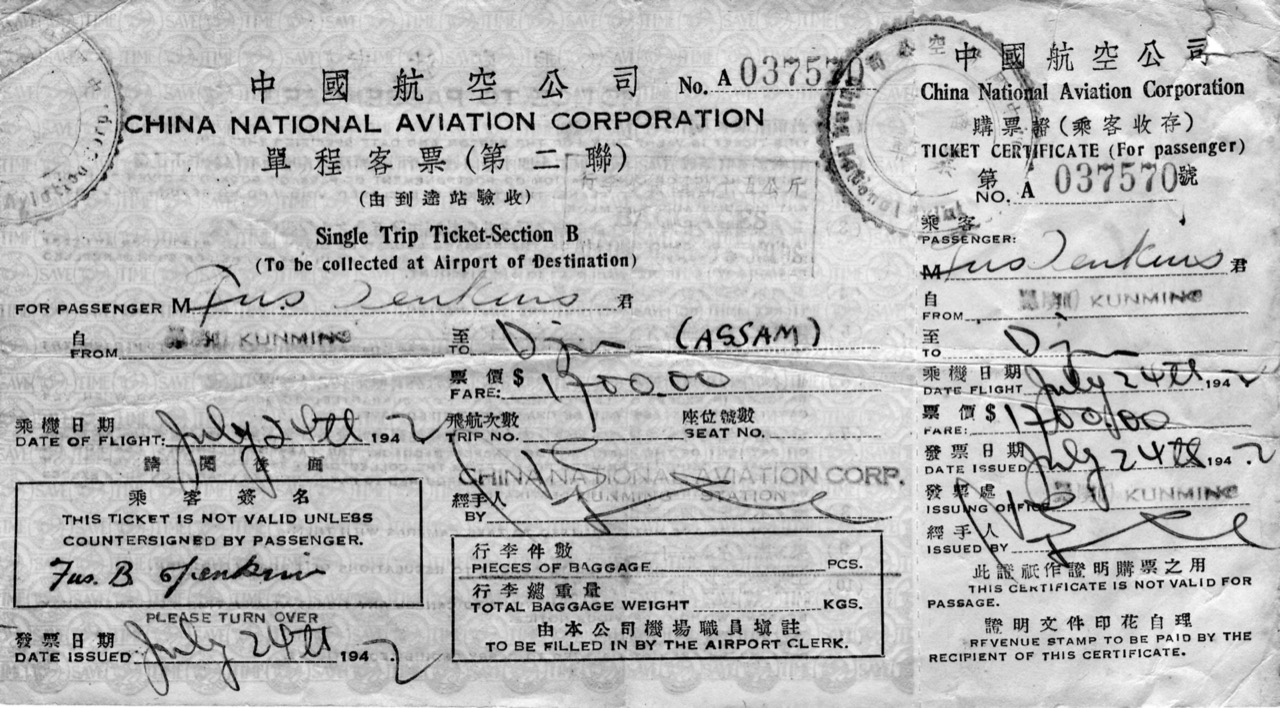 中國航空公司
No. A 037570
CHINA NATIONAL AVIATION CORPORATION
單程客票(第二聯)
(由到達站驗收)
Single Trip Ticket-Section B
(To be collected at Airport of Destination)
BAGGAGES
FOR PASSENGER M Jas Jenkins 君
自 FROM KUNMING
至 TO (ASSAM)
票價 $ FARE: 1700.00
乘機日期 DATE OF FLIGHT: July 24th 1942
飛航次數 TRIP NO.
座位號數 SEAT NO.
請閱後面
乘客簽名
THIS TICKET IS NOT VALID UNLESS
COUNTERSIGNED BY PASSENGER.
Jas. B Jenkins
PLEASE TURN OVER
發票日期 DATE ISSUED July 24th 1942
CHINA NATIONAL AVIATION CORP.
KUNMING STATION
經手人 BY
行李件數
PIECES OF BAGGAGE PCS.
行李總重量
TOTAL BAGGAGE WEIGHT KGS.
由本公司機場職員填註
TO BE FILLED IN BY THE AIRPORT CLERK.
中國航空公司
China National Aviation Corporation
購票證(乘客收存)
TICKET CERTIFICATE (For passenger)
第 NO. A 037570 號
乘客
PASSENGER:
M Jas Jenkins 君
自 FROM KUNMING
至 TO
乘機日期 DATE FLIGHT July 24th 1942
票價 $ FARE: 1700.00
發票日期 DATE ISSUED July 24th 1942
發票處 ISSUING OFFICE KUNMING
經手人 ISSUED BY
此證祇作證明購票之用
THIS CERTIFICATE IS NOT VALID FOR
PASSAGE.
證明文件印花自理
REVENUE STAMP TO BE PAID BY THE
RECIPIENT OF THIS CERTIFICATE.